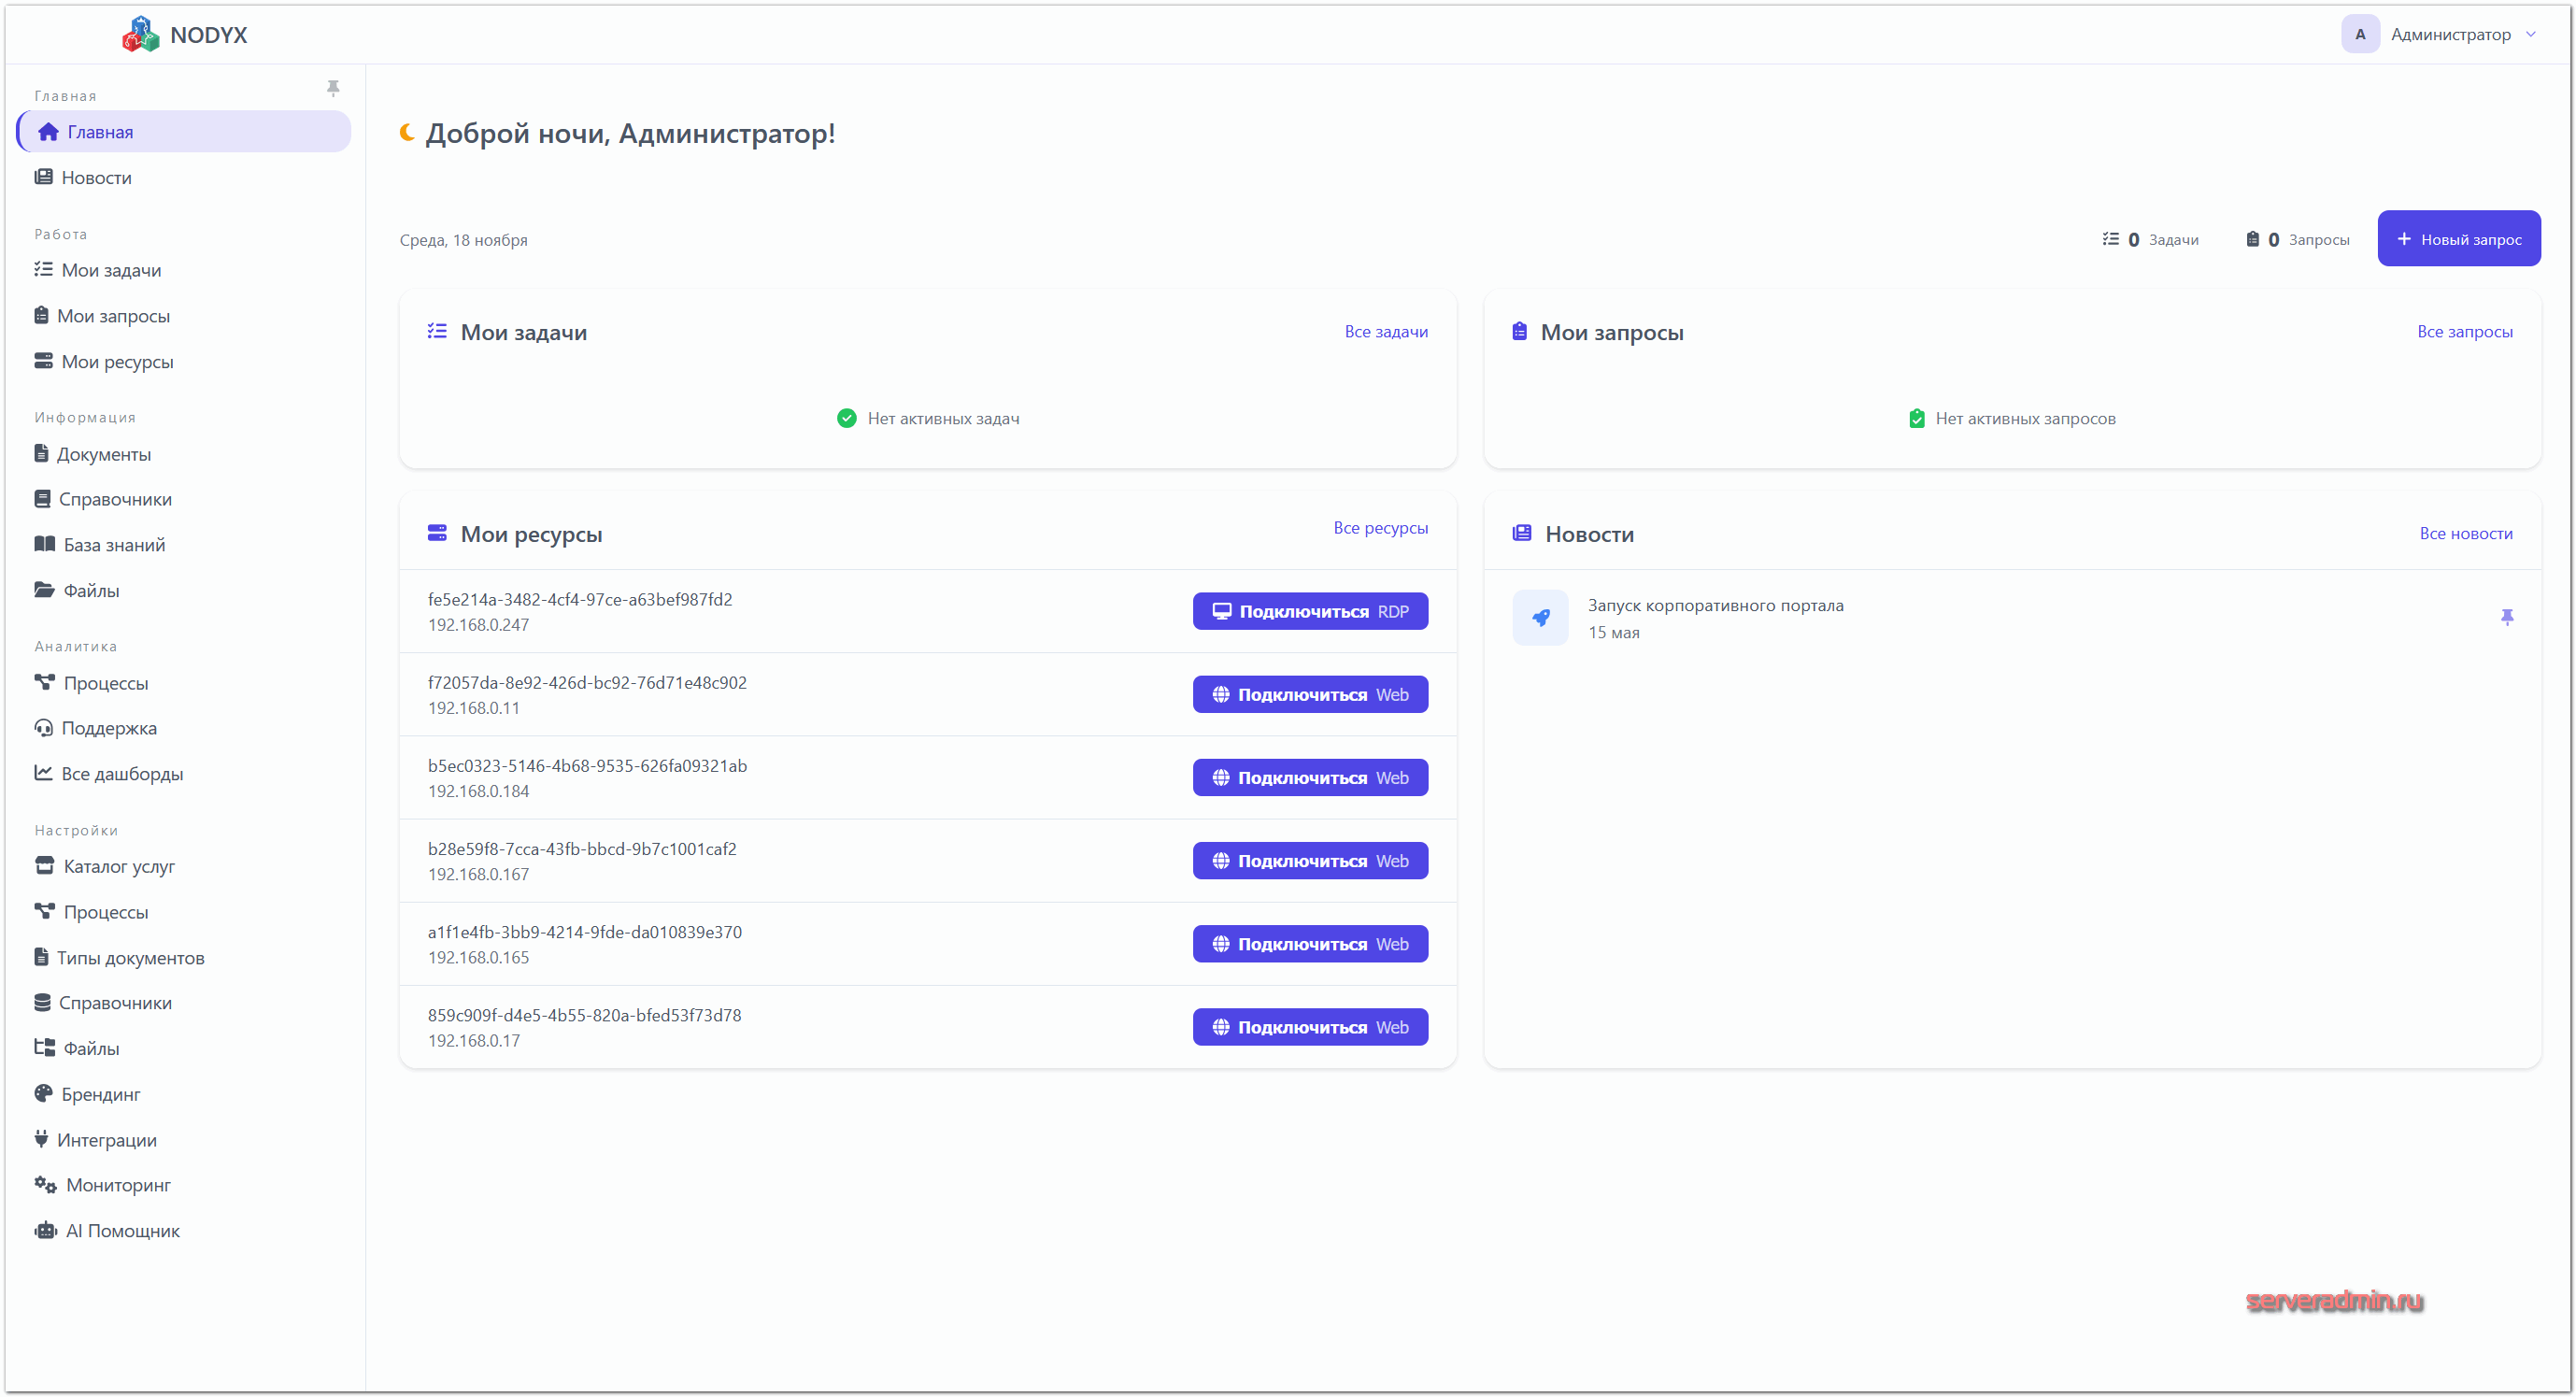 NODYX
А Администратор
Главная
Главная
Новости
Работа
Мои задачи
Мои запросы
Мои ресурсы
Информация
Документы
Справочники
База знаний
Файлы
Аналитика
Процессы
Поддержка
Все дашборды
Настройки
Каталог услуг
Процессы
Типы документов
Справочники
Файлы
Брендинг
Интеграции
Мониторинг
AI Помощник
Доброй ночи, Администратор!
Среда, 18 ноября
0 Задачи 0 Запросы + Новый запрос
Мои задачи Все задачи
Нет активных задач
Мои запросы Все запросы
Нет активных запросов
Мои ресурсы Все ресурсы
fe5e214a-3482-4cf4-97ce-a63bef987fd2
192.168.0.247
Подключиться RDP
f72057da-8e92-426d-bc92-76d71e48c902
192.168.0.11
Подключиться Web
b5ec0323-5146-4b68-9535-626fa09321ab
192.168.0.184
Подключиться Web
b28e59f8-7cca-43fb-bbcd-9b7c1001caf2
192.168.0.167
Подключиться Web
a1f1e4fb-3bb9-4214-9fde-da010839e370
192.168.0.165
Подключиться Web
859c909f-d4e5-4b55-820a-bfed53f73d78
192.168.0.17
Подключиться Web
Новости Все новости
Запуск корпоративного портала
15 мая
serveradmin.ru